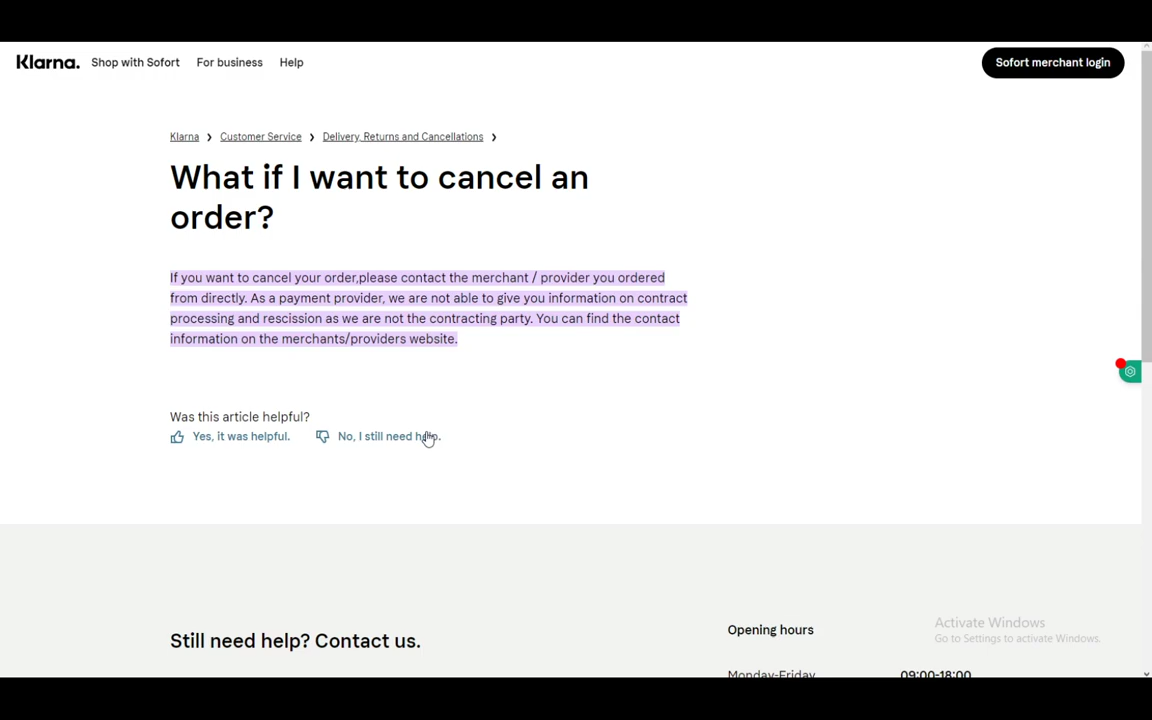 Klarna. Shop with Sofort For business Help Sofort merchant login
Klarna ❯ Customer Service ❯ Delivery, Returns and Cancellations ❯
What if I want to cancel an
order?
If you want to cancel your order,please contact the merchant / provider you ordered
from directly. As a payment provider, we are not able to give you information on contract
processing and rescission as we are not the contracting party. You can find the contact
information on the merchants/providers website.
Was this article helpful?
Yes, it was helpful. No, I still need help.
Still need help? Contact us.
Opening hours
Monday-Friday 09:00-18:00
Activate Windows
Go to Settings to activate Windows.